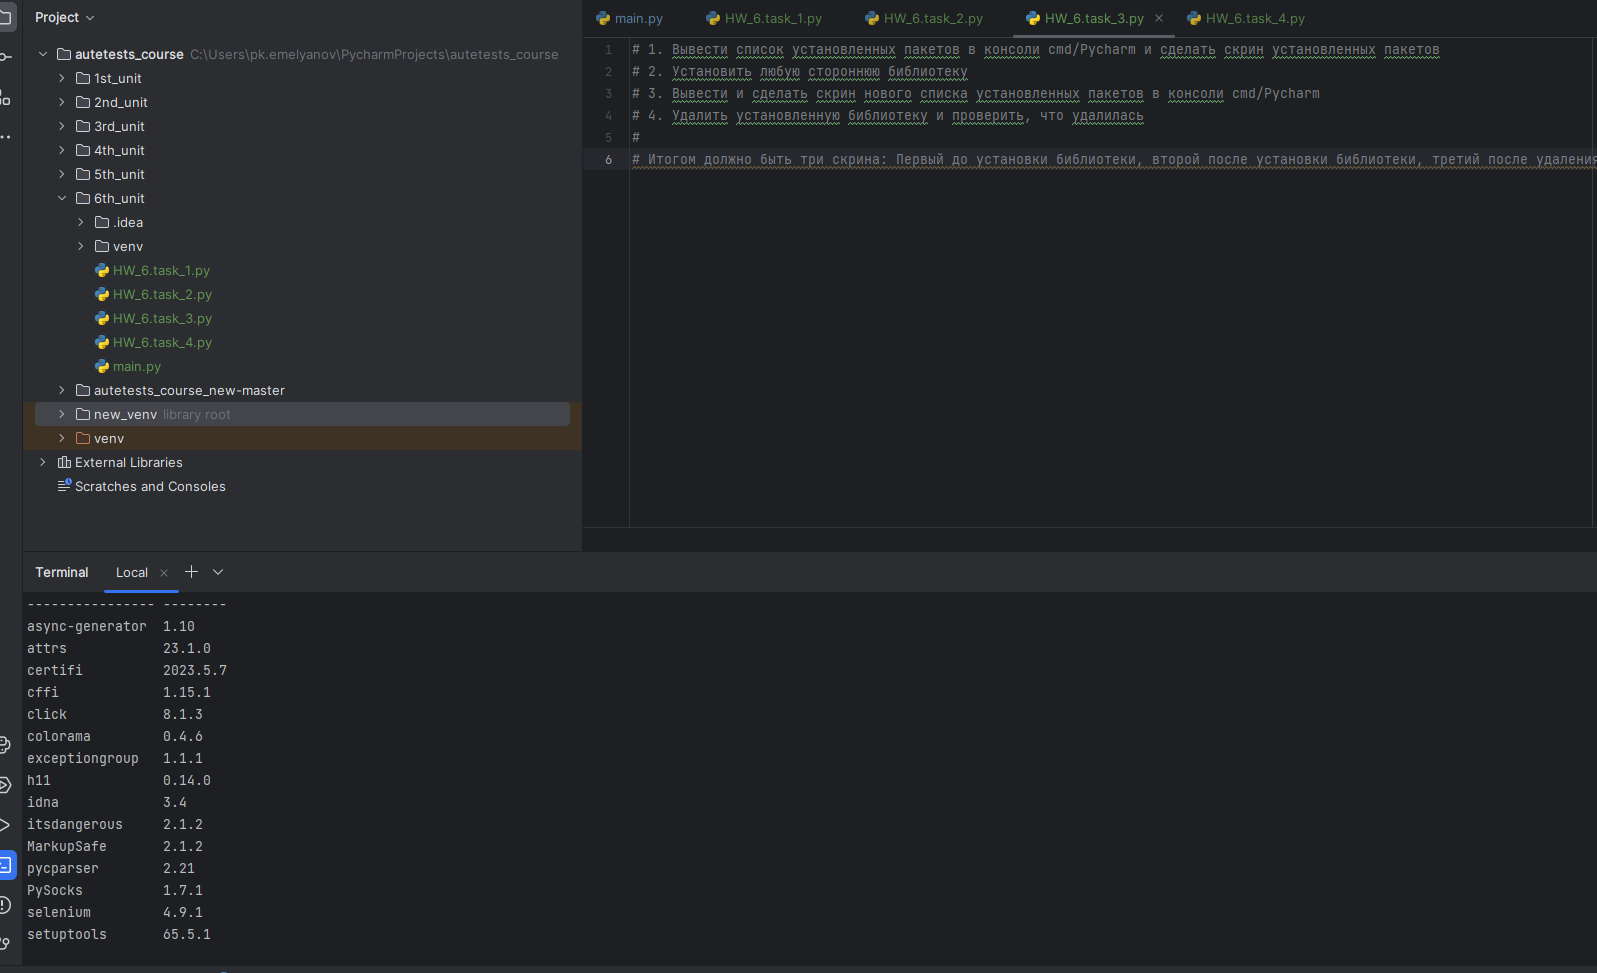 Project
autetests_course C:\Users\pk.emelyanov\PycharmProjects\autetests_course
1st_unit
2nd_unit
3rd_unit
4th_unit
5th_unit
6th_unit
.idea
venv
HW_6.task_1.py
HW_6.task_2.py
HW_6.task_3.py
HW_6.task_4.py
main.py
autetests_course_new-master
new_venv library root
venv
External Libraries
Scratches and Consoles
main.py HW_6.task_1.py HW_6.task_2.py HW_6.task_3.py HW_6.task_4.py
1 # 1. Вывести список установленных пакетов в консоли cmd/Pycharm и сделать скрин установленных пакетов
2 # 2. Установить любую стороннюю библиотеку
3 # 3. Вывести и сделать скрин нового списка установленных пакетов в консоли cmd/Pycharm
4 # 4. Удалить установленную библиотеку и проверить, что удалилась
5 #
6 # Итогом должно быть три скрина: Первый до установки библиотеки, второй после установки библиотеки, третий после удаления
Terminal Local
---------------- --------
async-generator 1.10
attrs 23.1.0
certifi 2023.5.7
cffi 1.15.1
click 8.1.3
colorama 0.4.6
exceptiongroup 1.1.1
h11 0.14.0
idna 3.4
itsdangerous 2.1.2
MarkupSafe 2.1.2
pycparser 2.21
PySocks 1.7.1
selenium 4.9.1
setuptools 65.5.1